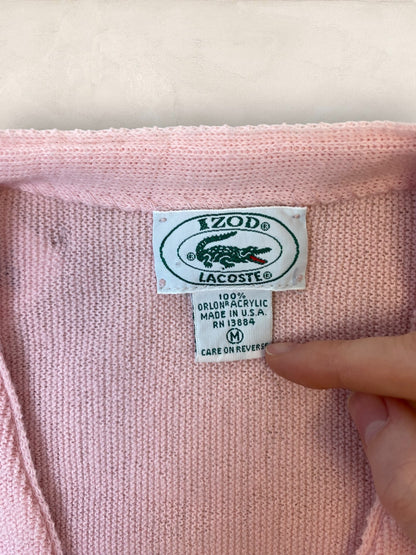 IZOD®
LACOSTE®
100%
ORLON® ACRYLIC
MADE IN U.S.A.
RN 13884
M
CARE ON REVERSE